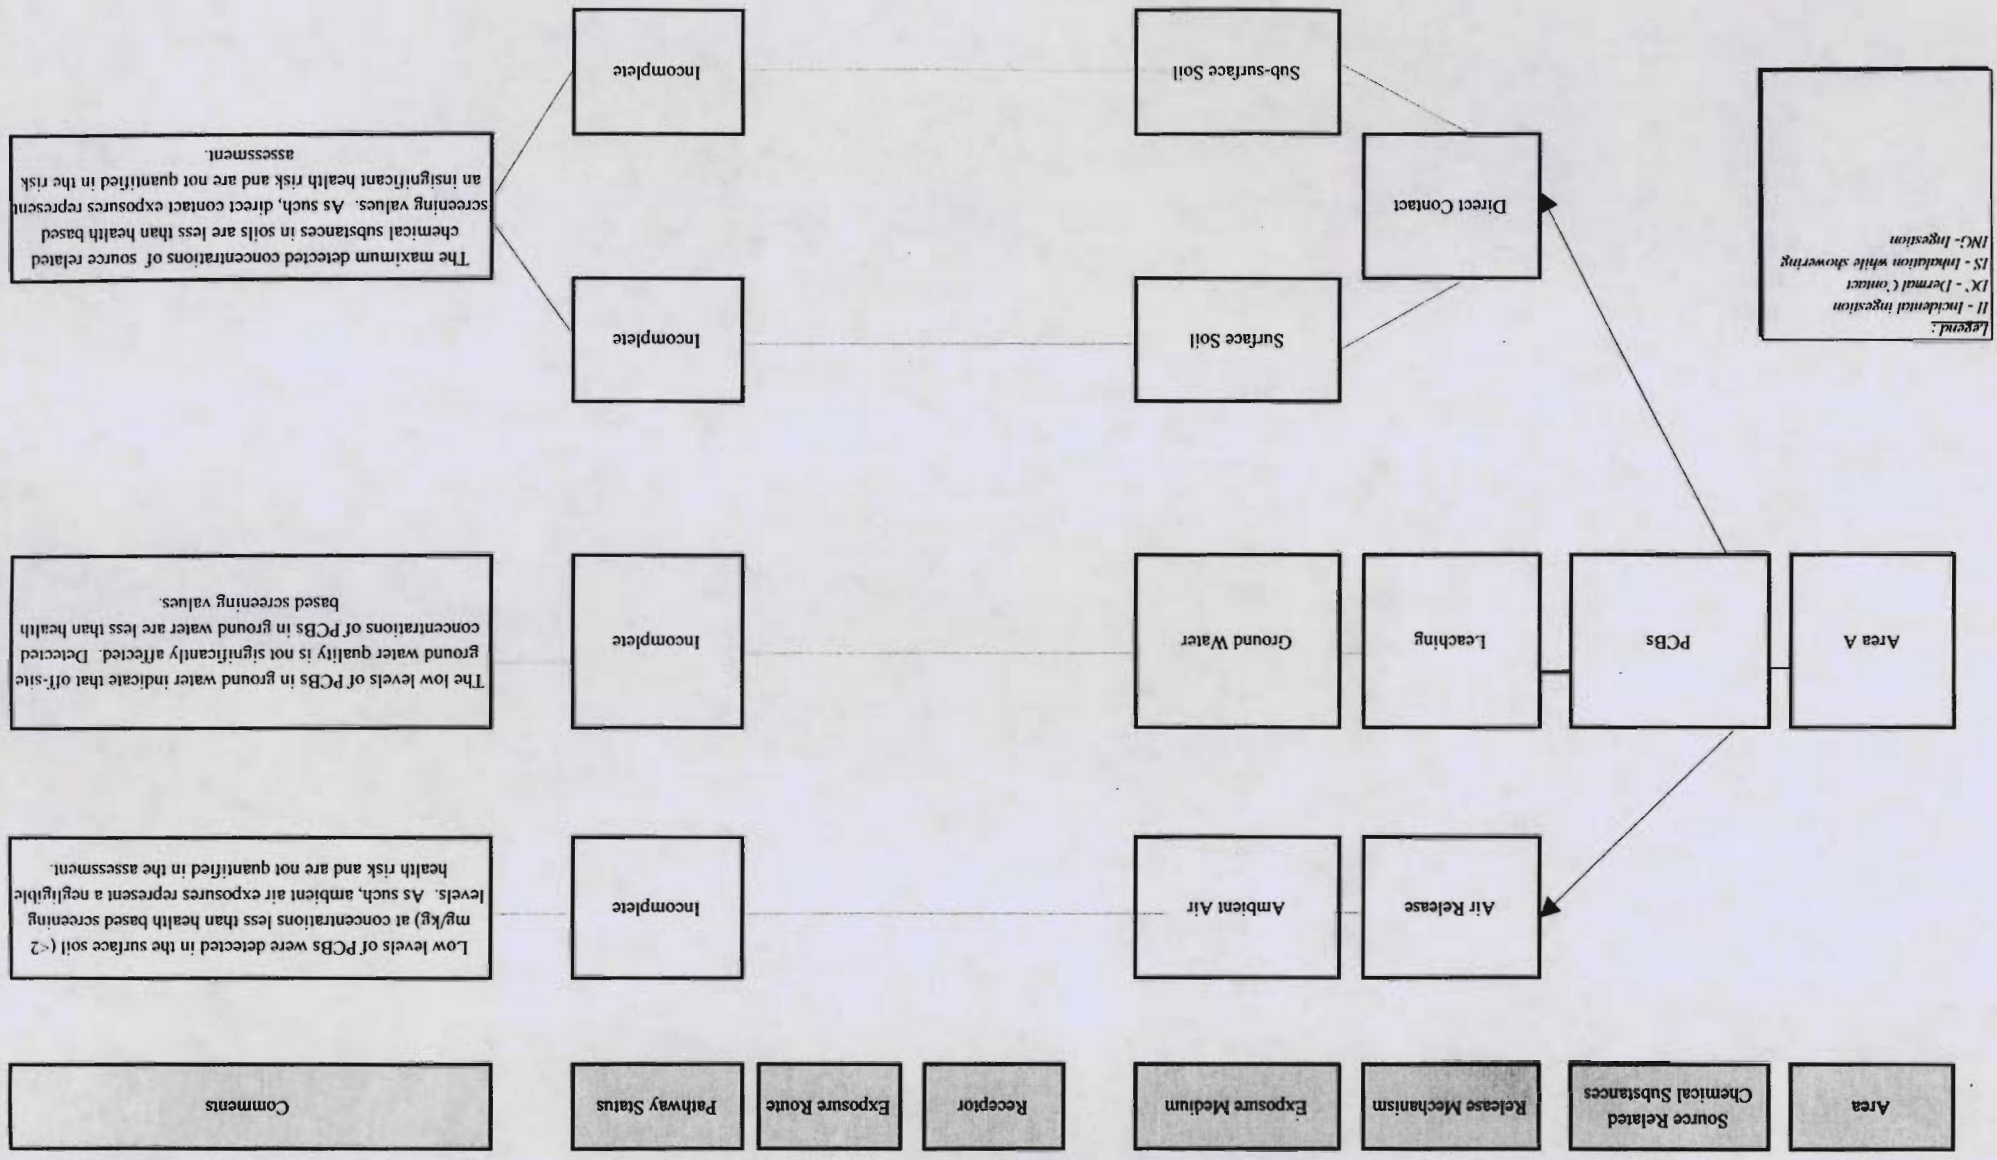 Area
Source Related
Chemical Substances
Release Mechanism
Exposure Medium
Receptor
Exposure Route
Pathway Status
Comments
Area A
PCBs
Air Release
Ambient Air
Incomplete
Low levels of PCBs were detected in the surface soil (<2
mg/kg) at concentrations less than health based screening
levels. As such, ambient air exposures represent a negligible
health risk and are not quantified in the assessment.
Leaching
Ground Water
Incomplete
The low levels of PCBs in ground water indicate that off-site
ground water quality is not significantly affected. Detected
concentrations of PCBs in ground water are less than health
based screening values.
Direct Contact
Surface Soil
Incomplete
Sub-surface Soil
Incomplete
The maximum detected concentrations of source related
chemical substances in soils are less than health based
screening values. As such, direct contact exposures represent
an insignificant health risk and are not quantified in the risk
assessment.
Legend :
II - Incidental ingestion
DC - Dermal Contact
IS - Inhalation while showering
ING- Ingestion